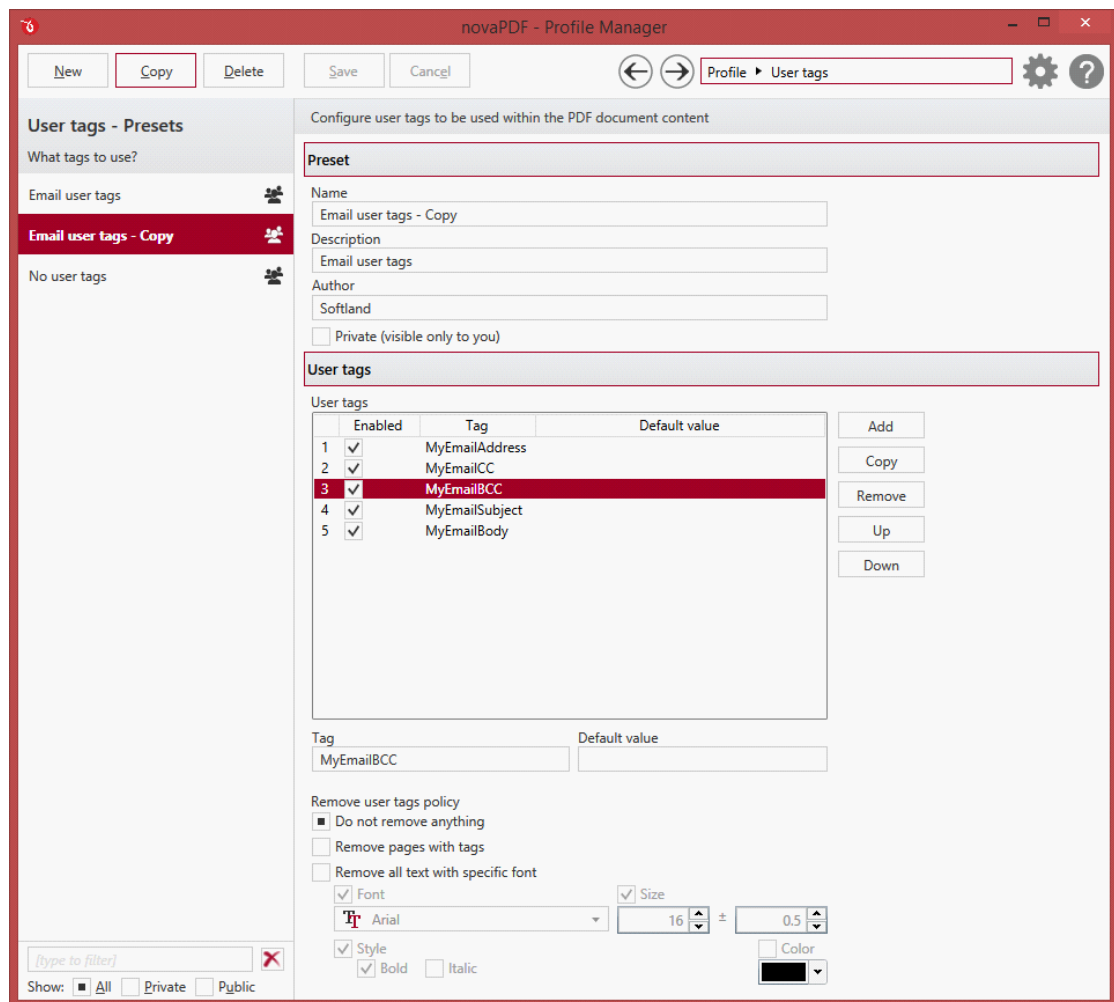 novaPDF - Profile Manager
New Copy Delete Save Cancel Profile ▶ User tags
User tags - Presets
What tags to use?
Email user tags
Email user tags - Copy
No user tags
[type to filter]
Show: All Private Public
Configure user tags to be used within the PDF document content
Preset
Name
Email user tags - Copy
Description
Email user tags
Author
Softland
Private (visible only to you)
User tags
User tags
Enabled Tag Default value
1 MyEmailAddress
2 MyEmailCC
3 MyEmailBCC
4 MyEmailSubject
5 MyEmailBody
Add
Copy
Remove
Up
Down
Tag Default value
MyEmailBCC
Remove user tags policy
Do not remove anything
Remove pages with tags
Remove all text with specific font
Font Size
Arial 16 ± 0.5
Style Color
Bold Italic